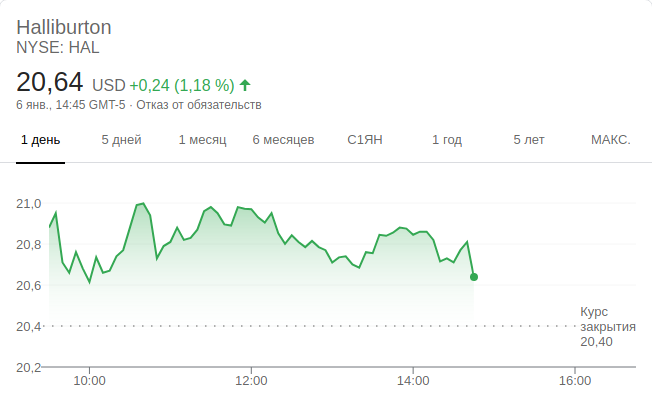 Halliburton
NYSE: HAL
20,64 USD +0,24 (1,18 %)
6 янв., 14:45 GMT-5 · Отказ от обязательств
1 день 5 дней 1 месяц 6 месяцев С1ЯН 1 год 5 лет МАКС.
21,0
20,8
20,6
Курс
20,4 закрытия
20,40
20,2
10:00 12:00 14:00 16:00